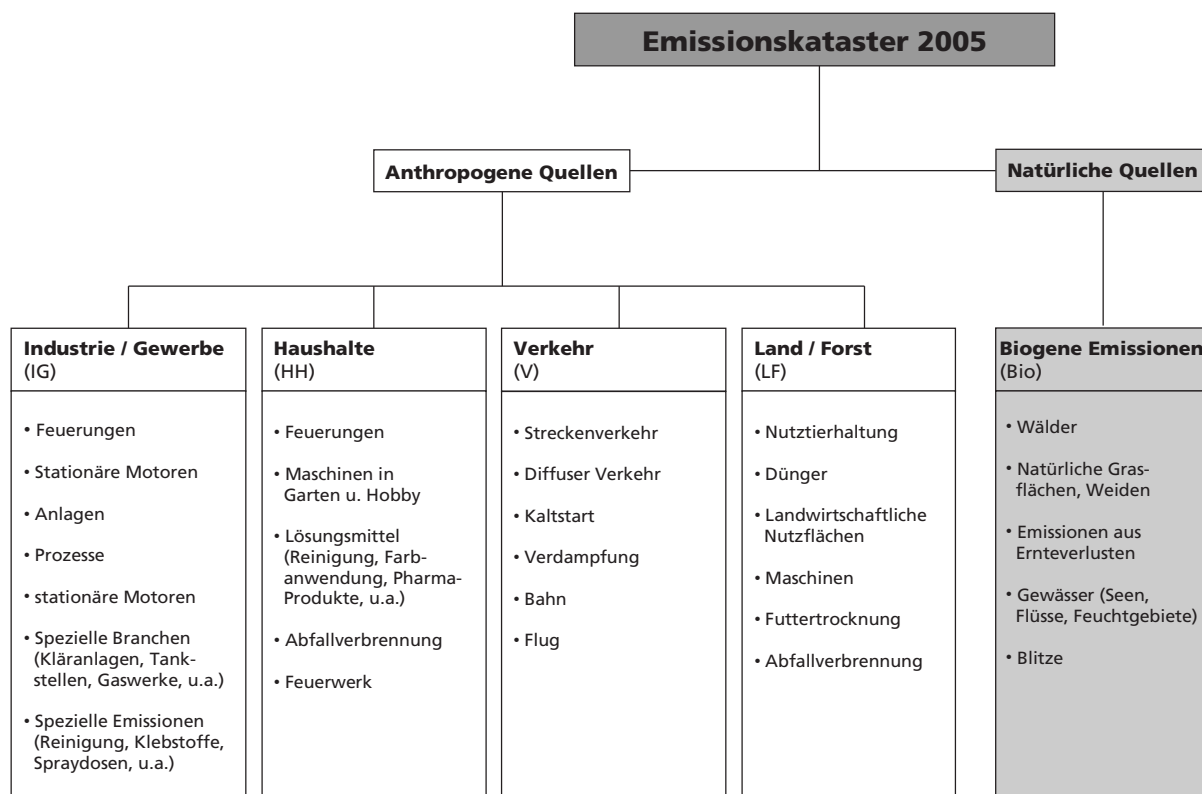 Emissionskataster 2005
Anthropogene Quellen
Natürliche Quellen
Industrie / Gewerbe
(IG)
• Feuerungen
• Stationäre Motoren
• Anlagen
• Prozesse
• stationäre Motoren
• Spezielle Branchen
(Kläranlagen, Tank-
stellen, Gaswerke, u.a.)
• Spezielle Emissionen
(Reinigung, Klebstoffe,
Spraydosen, u.a.)
Haushalte
(HH)
• Feuerungen
• Maschinen in
Garten u. Hobby
• Lösungsmittel
(Reinigung, Farb-
anwendung, Pharma-
Produkte, u.a.)
• Abfallverbrennung
• Feuerwerk
Verkehr
(V)
• Streckenverkehr
• Diffuser Verkehr
• Kaltstart
• Verdampfung
• Bahn
• Flug
Land / Forst
(LF)
• Nutztierhaltung
• Dünger
• Landwirtschaftliche
Nutzflächen
• Maschinen
• Futtertrocknung
• Abfallverbrennung
Biogene Emissionen
(Bio)
• Wälder
• Natürliche Gras-
flächen, Weiden
• Emissionen aus
Ernteverlusten
• Gewässer (Seen,
Flüsse, Feuchtgebiete)
• Blitze